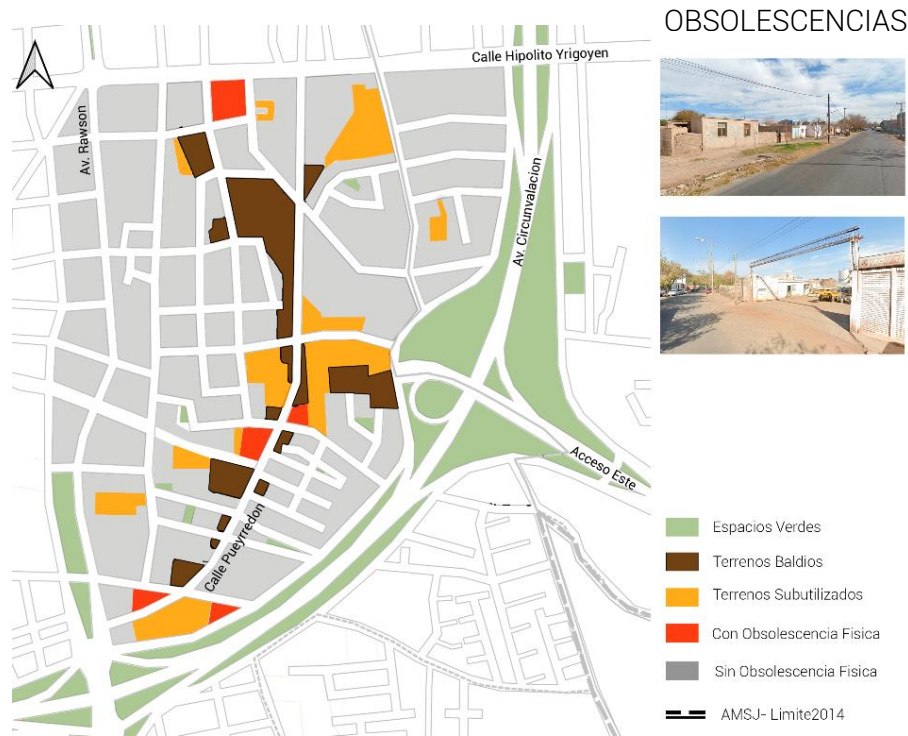 OBSOLESCENCIAS
Calle Hipolito Yrigoyen
Av. Rawson
Av. Circunvalacion
Acceso Este
Calle Pueyrredon
Espacios Verdes
Terrenos Baldios
Terrenos Subutilizados
Con Obsolescencia Fisica
Sin Obsolescencia Fisica
AMSJ- Limite2014